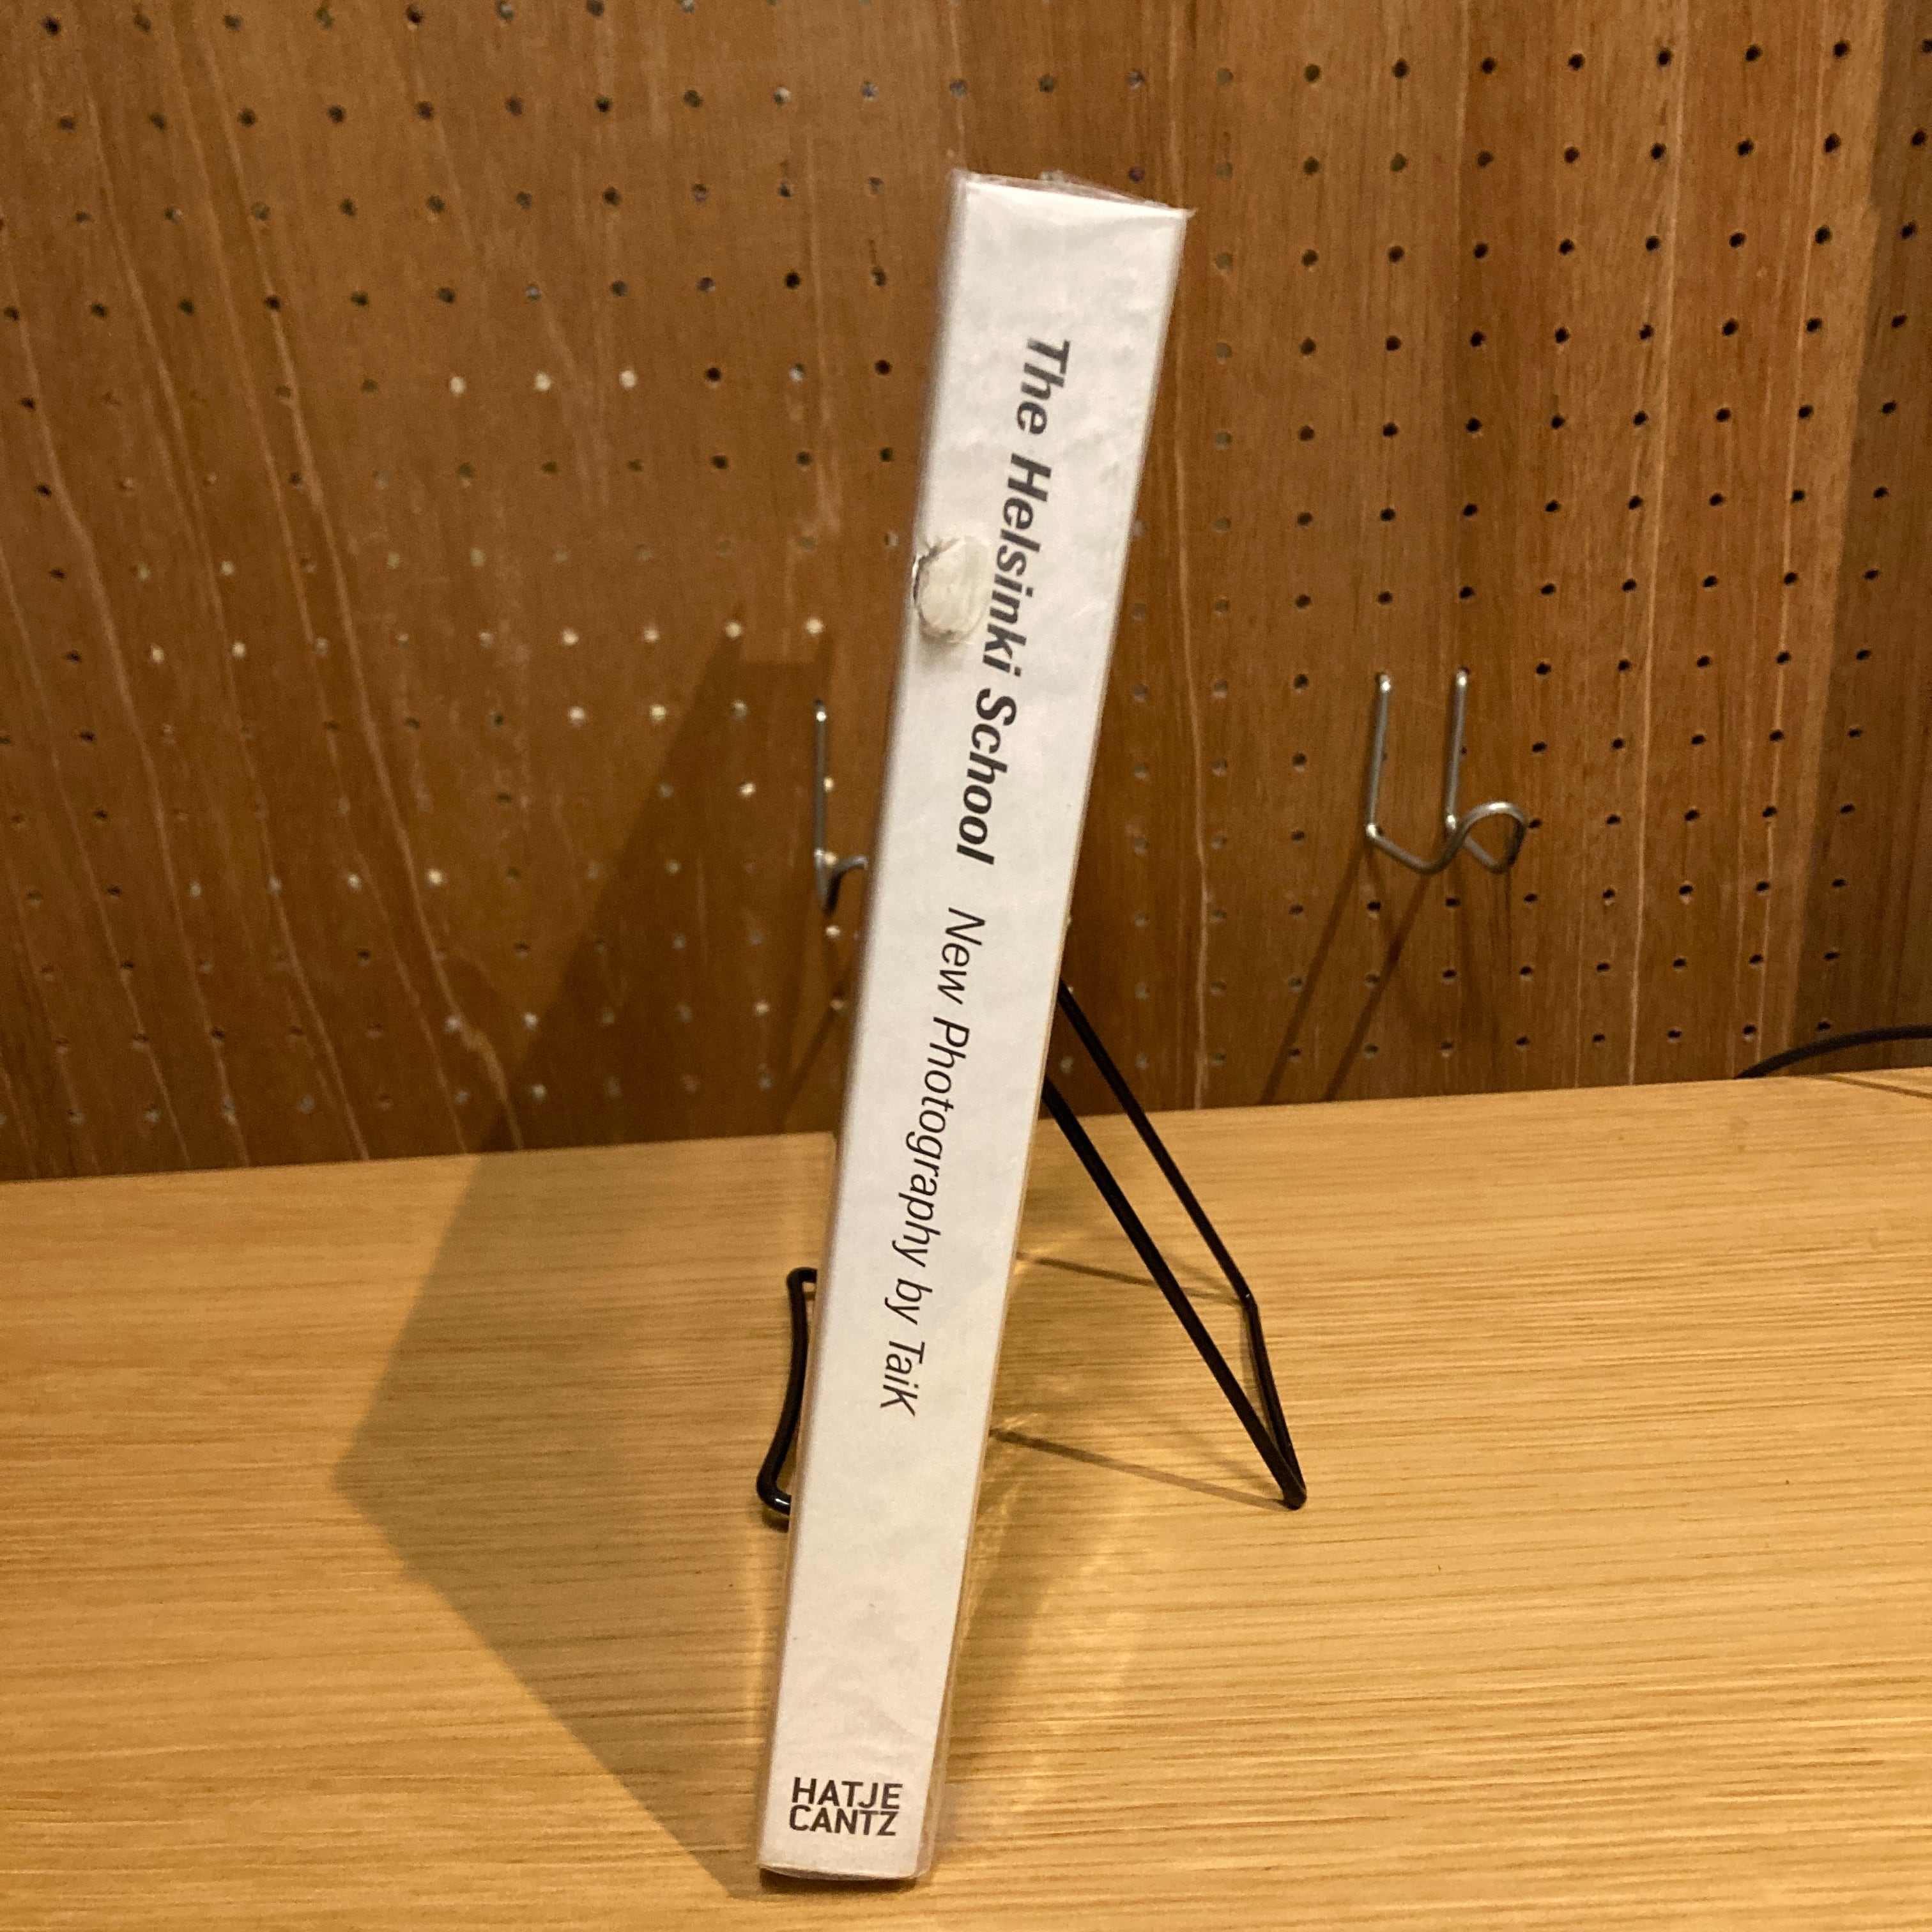 The Helsinki School New Photography by TaiK
HATJE
CANTZ